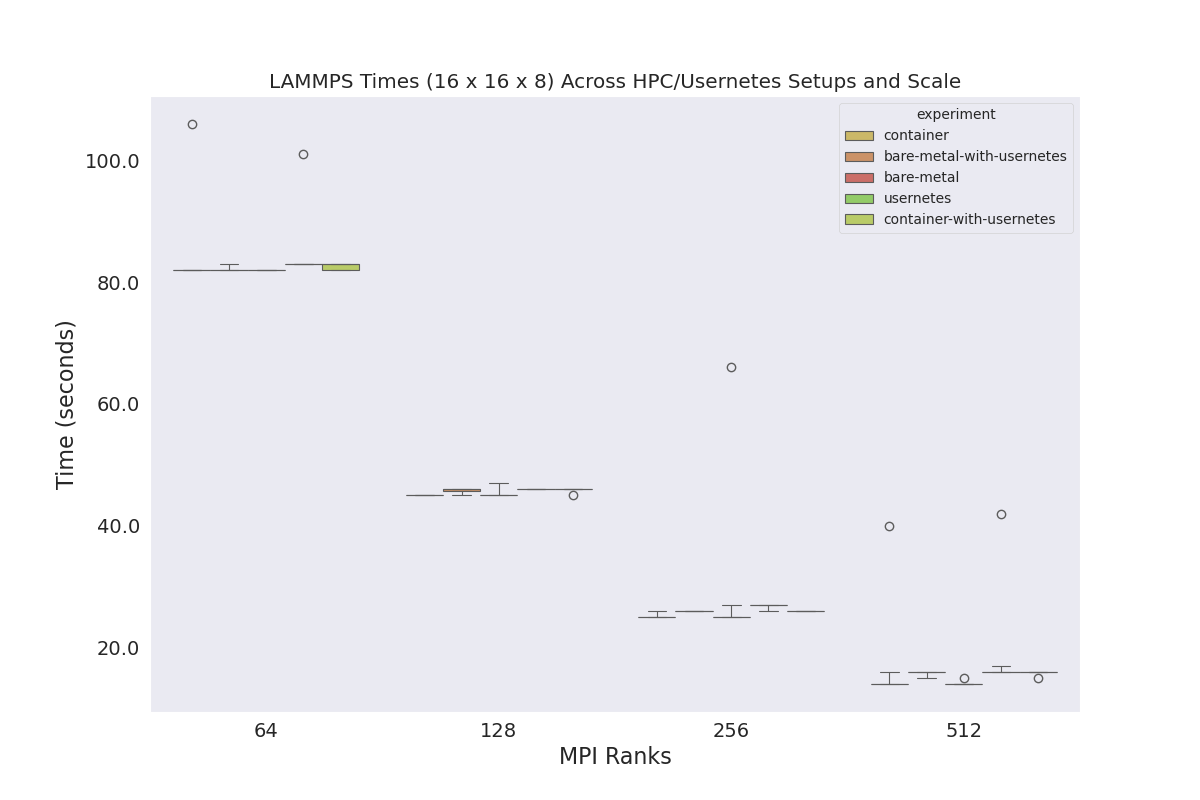 LAMMPS Times (16 x 16 x 8) Across HPC/Usernetes Setups and Scale
experiment
container
bare-metal-with-usernetes
bare-metal
usernetes
container-with-usernetes
100.0
80.0
60.0
40.0
20.0
Time (seconds)
64 128 256 512
MPI Ranks